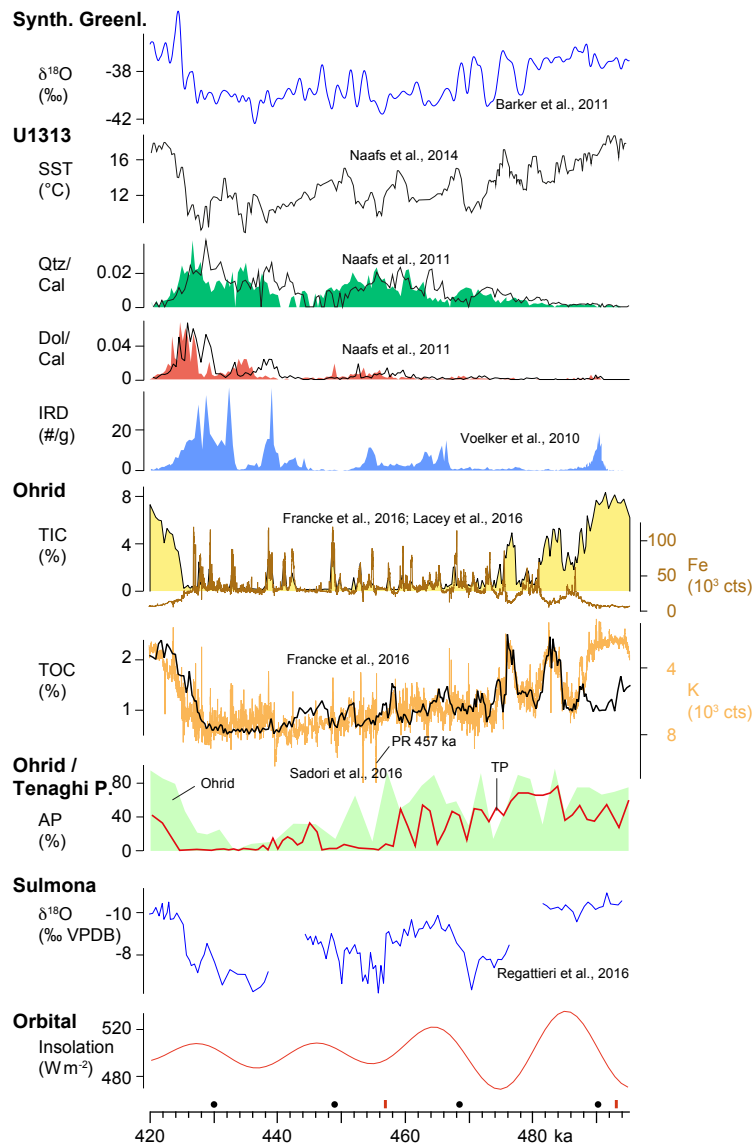 Synth. Greenl.
δ¹⁸O
(‰)
-38
-42
Barker et al., 2011
U1313
SST
(°C)
16
12
Naafs et al., 2014
Qtz/
Cal
0.02
0
Naafs et al., 2011
Dol/
Cal
0.04
0
Naafs et al., 2011
IRD
(#/g)
20
0
Voelker et al., 2010
Ohrid
TIC
(%)
8
4
0
Francke et al., 2016; Lacey et al., 2016
100
50
0
Fe
(10³ cts)
TOC
(%)
2
1
Francke et al., 2016
4
8
K
(10³ cts)
PR 457 ka
Ohrid /
Tenaghi P.
AP
(%)
80
40
0
Ohrid
Sadori et al., 2016
TP
Sulmona
δ¹⁸O
(‰ VPDB)
-10
-8
Regattieri et al., 2016
Orbital
Insolation
(W m⁻²)
520
480
420 440 460 480 ka